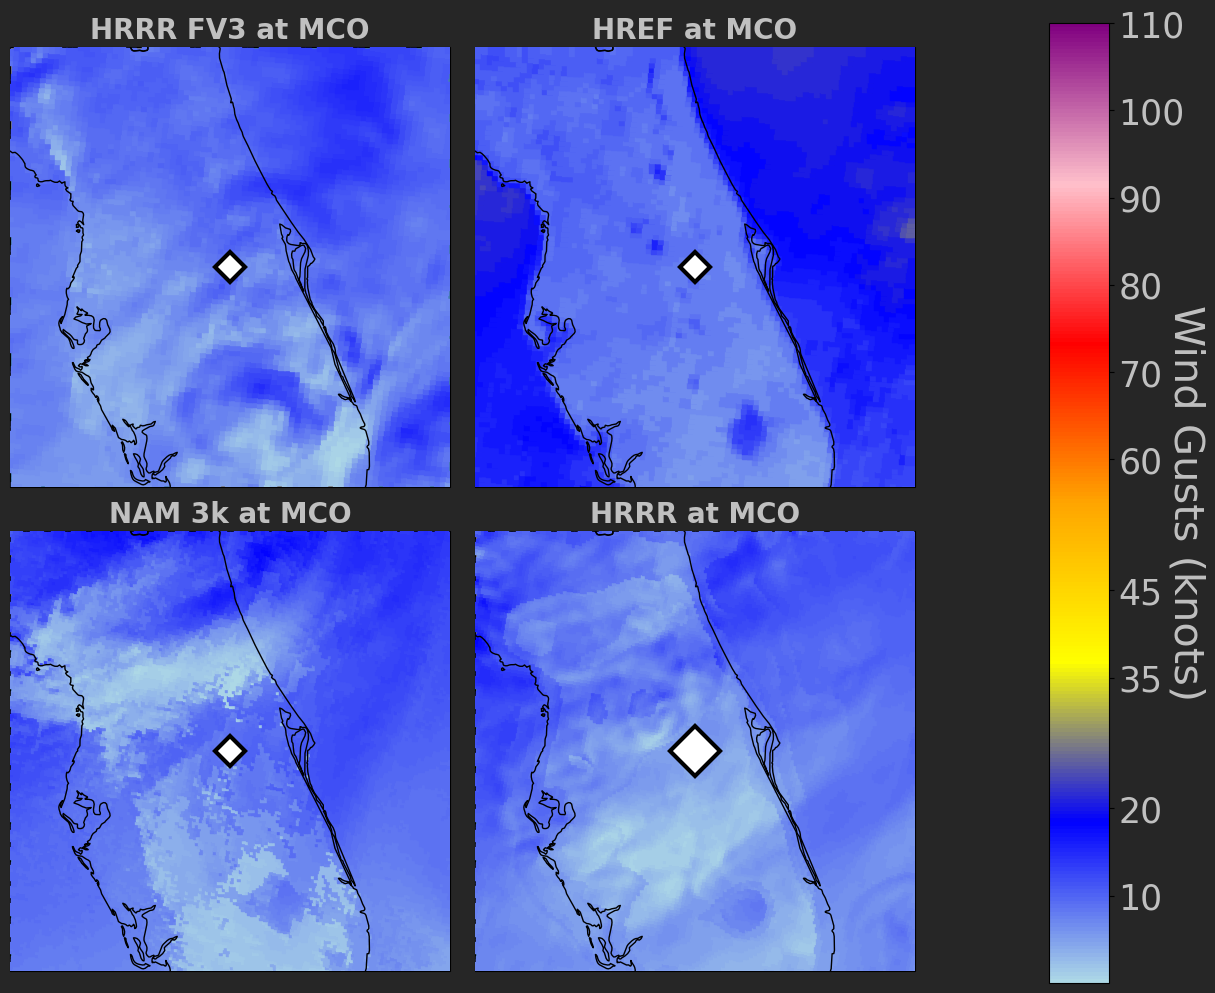 HRRR FV3 at MCO
HREF at MCO
NAM 3k at MCO
HRRR at MCO
110
100
90
80
70
60
45
35
20
10
Wind Gusts (knots)